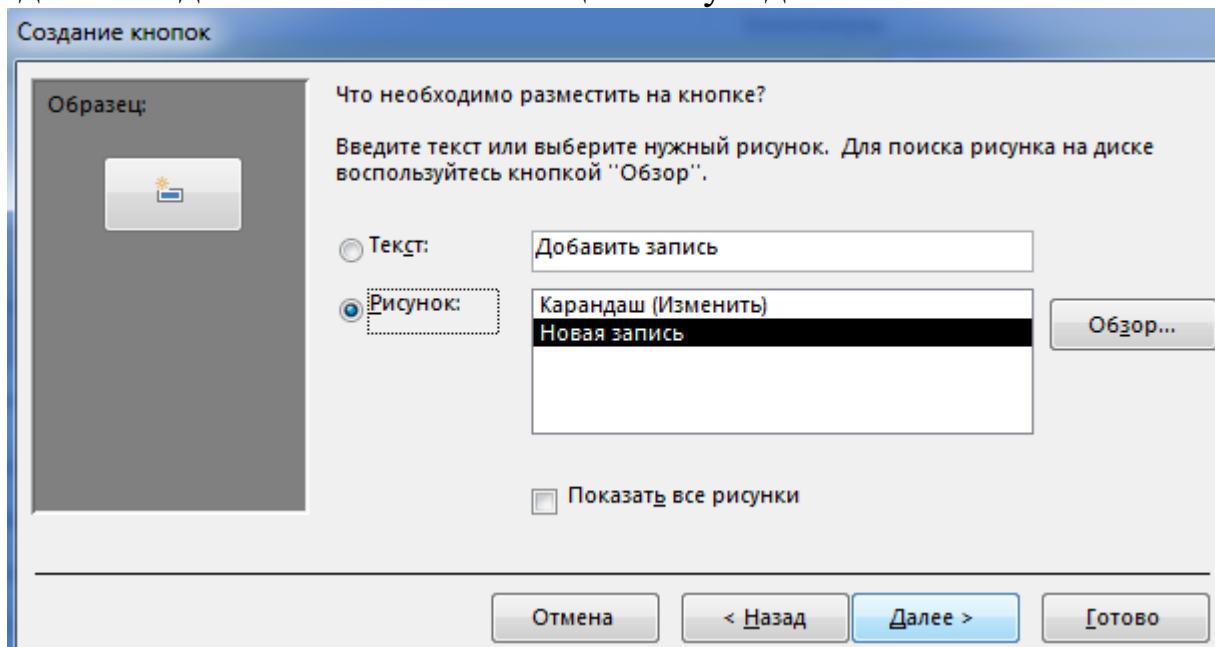 Создание кнопок
Образец:
Что необходимо разместить на кнопке?
Введите текст или выберите нужный рисунок. Для поиска рисунка на диске
воспользуйтесь кнопкой "Обзор".
Текст:
Добавить запись
Рисунок:
Карандаш (Изменить)
Новая запись
Обзор...
Показать все рисунки
Отмена
< Назад
Далее >
Готово